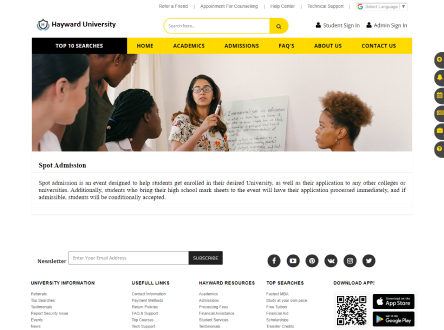 Refer a Friend | Appointment For Counseling | Help Center | Technical Support | G Select Language | ▼
Hayward University
Search here..
Student Sign In
Admin Sign In
TOP 10 SEARCHES
HOME
ACADEMICS
ADMISSIONS
FAQ'S
ABOUT US
CONTACT US
Spot Admission
Spot admission is an event designed to help students get enrolled in their desired University, as well as their application to any other colleges or
universities. Additionally, students who bring their high school mark sheets to the event will have their application processed immediately, and if
admissible, students will be conditionally accepted.
Newsletter
Enter Your Email Address
SUBSCRIBE
UNIVERSITY INFORMATION
Referrals
Top Searches
Testimonials
Report Security Issue
Events
News
USEFULL LINKS
Contact Information
Payment Methods
Return Policies
FAQ & Support
Top Courses
Tech Support
HAYWARD RESOURCES
Academics
Admissions
Processing Fees
Financial Assistance
Student Services
Testimonials
TOP SEARCHES
Fastest MBA
Study at your own pace
Free Tuition
Financial Aid
Scholarships
Transfer Credits
DOWNLOAD APP!
Download on the
App Store
Google Play